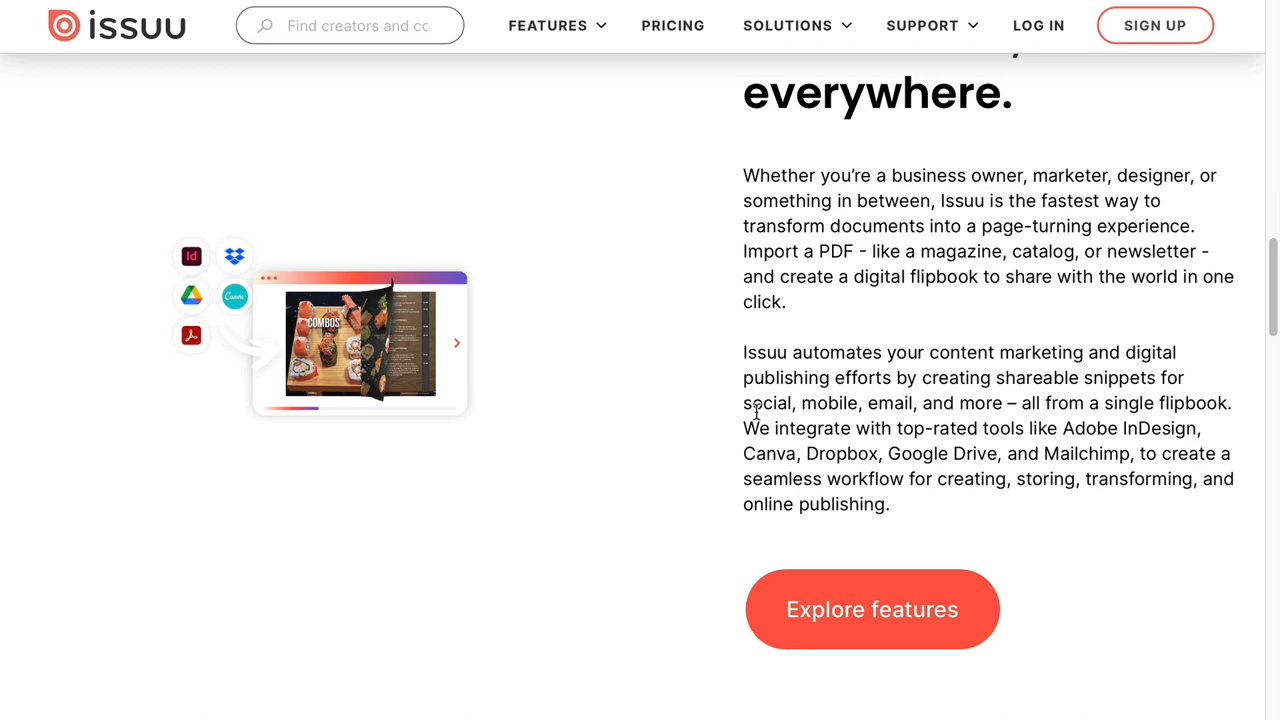 issuu
Find creators and cc
FEATURES
PRICING
SOLUTIONS
SUPPORT
LOG IN
SIGN UP
everywhere.
Whether you’re a business owner, marketer, designer, or
something in between, Issuu is the fastest way to
transform documents into a page-turning experience.
Import a PDF - like a magazine, catalog, or newsletter -
and create a digital flipbook to share with the world in one
click.
Issuu automates your content marketing and digital
publishing efforts by creating shareable snippets for
social, mobile, email, and more – all from a single flipbook.
We integrate with top-rated tools like Adobe InDesign,
Canva, Dropbox, Google Drive, and Mailchimp, to create a
seamless workflow for creating, storing, transforming, and
online publishing.
Id
Canva
COMBOS
Explore features